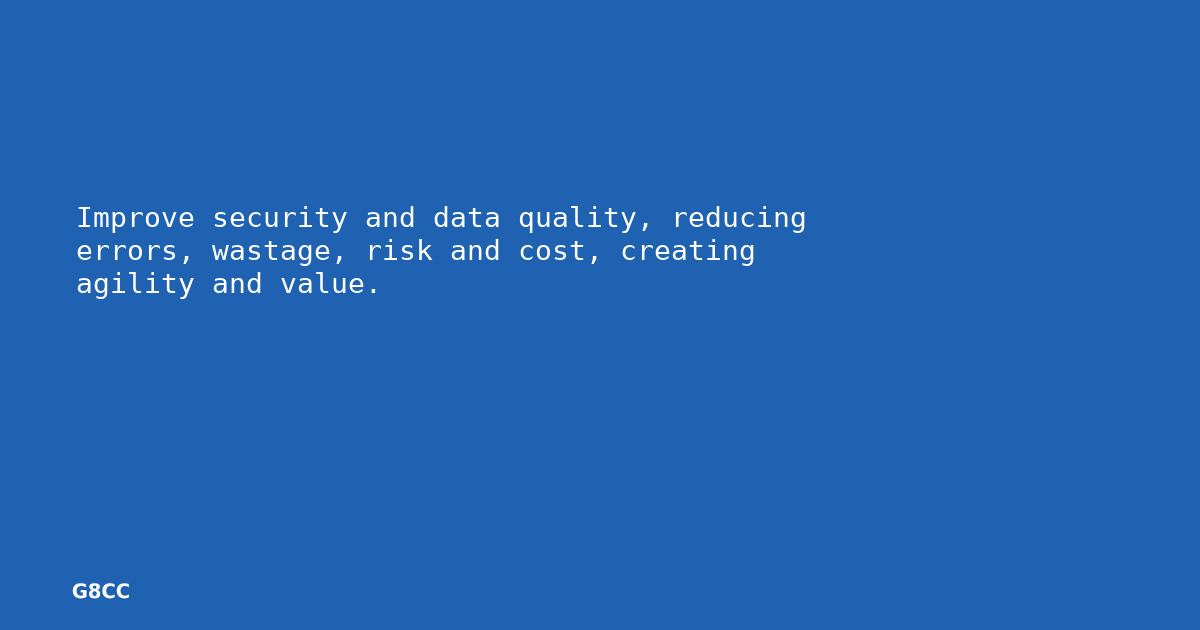 Improve security and data quality, reducing
errors, wastage, risk and cost, creating
agility and value.
G8CC